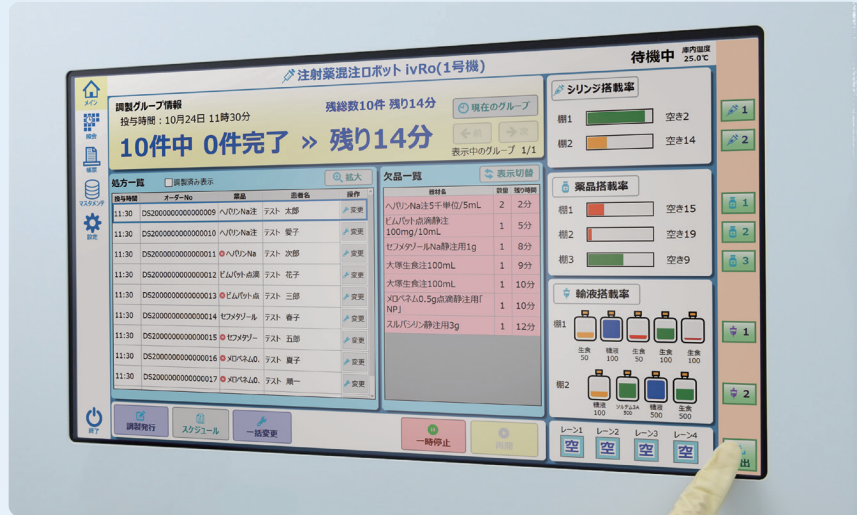 注射薬混注ロボット ivRo(1号機)
待機中
庫内温度
25.0℃
メイン
照会
帳票
マスタメンテ
設定
終了
調製グループ情報
投与時間:10月24日 11時30分
残総数10件 残り14分
現在のグループ
10件中 0件完了 » 残り14分
前
次
表示中のグループ 1/1
処方一覧
調製済み表示
拡大
投与時間 オーダーNo 薬品 患者名 操作
11:30 DS2000000000000009 ヘパリンNa注 テスト 太郎 変更
11:30 DS2000000000000010 ヘパリンNa注 テスト 愛子 変更
11:30 DS2000000000000011 ヘパリンNa テスト 次郎 変更
11:30 DS2000000000000012 ビムパット点滴 テスト 花子 変更
11:30 DS2000000000000013 ビムパット点 テスト 三郎 変更
11:30 DS2000000000000014 セフメタゾール テスト 春子 変更
11:30 DS2000000000000015 セフメタゾー テスト 五郎 変更
11:30 DS2000000000000016 メロペネム0. テスト 夏子 変更
11:30 DS2000000000000017 メロペネム0. テスト 順一 変更
欠品一覧
表示切替
器材名 数量 残り時間
ヘパリンNa注5千単位/5mL 2 2分
ビムパット点滴静注
100mg/10mL 1 5分
セフメタゾールNa静注用1g 1 8分
大塚生食注100mL 1 9分
大塚生食注100mL 1 10分
メロペネム0.5g点滴静注用「
NP」 1 10分
スルバシリン静注用3g 1 12分
シリンジ搭載率
棚1 空き2
棚2 空き14
薬品搭載率
棚1 空き15
棚2 空き19
棚3 空き9
輸液搭載率
棚1
生食 糖液 生食 生食 生食
50 100 50 100 100
棚2
糖液 ソルデム3A 糖液 生食
100 500 500 500
1
2
1
2
3
1
2
調製発行
スケジュール
一括変更
一時停止
再開
レーン1 レーン2 レーン3 レーン4
空 空 空 空
出